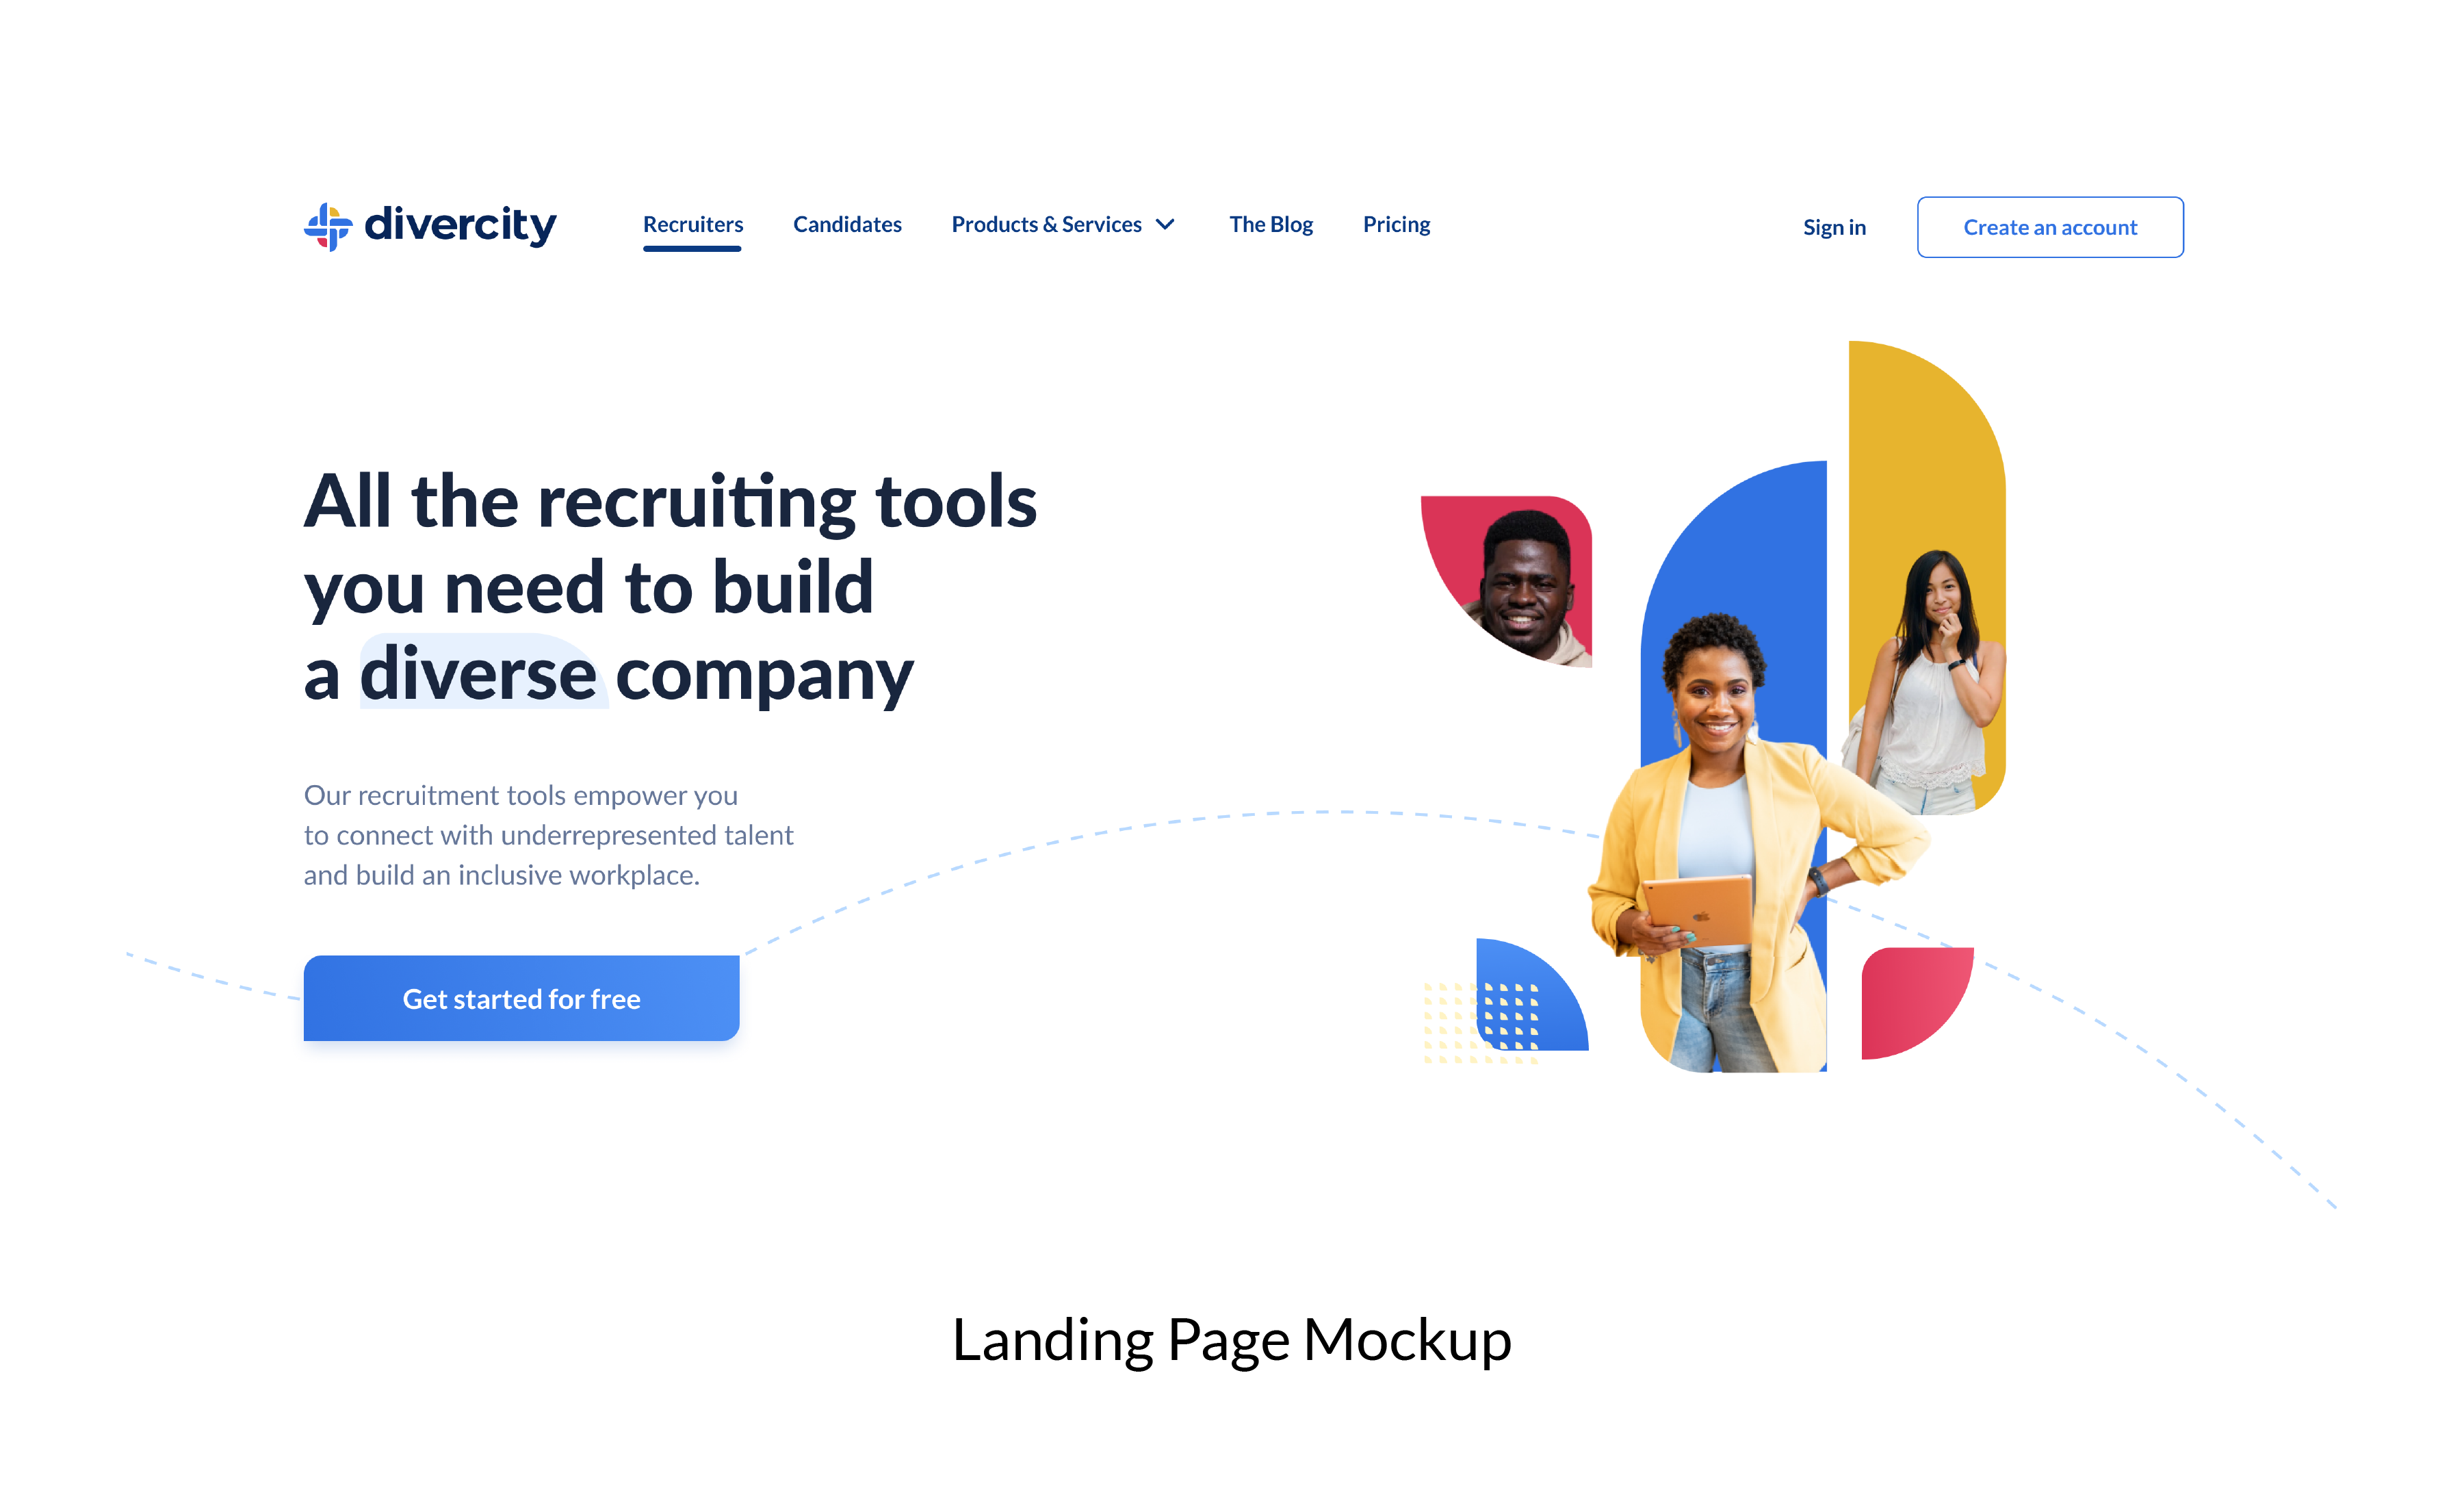 divercity
Recruiters
Candidates
Products & Services
The Blog
Pricing
Sign in
Create an account
All the recruiting tools
you need to build
a diverse company
Our recruitment tools empower you
to connect with underrepresented talent
and build an inclusive workplace.
Get started for free
Landing Page Mockup